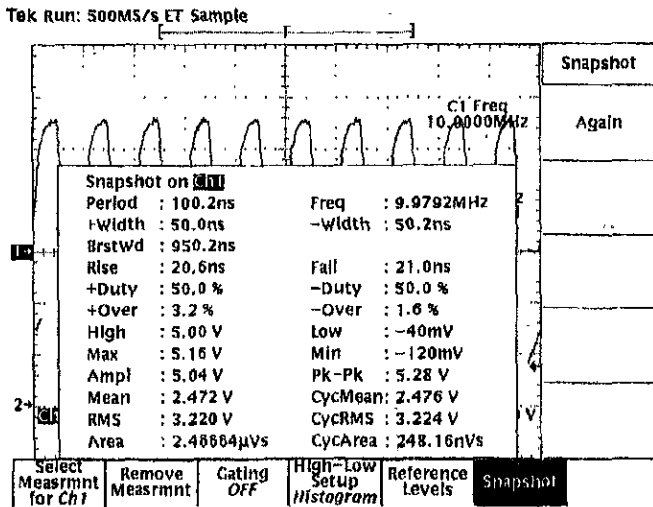 Tek Run: 500MS/s ET Sample
Snapshot
C1 Freq
10.0000MHz
Again
Snapshot on Ch1
Period : 100.2ns Freq : 9.9792MHz
+Width : 50.0ns -Width : 50.2ns
BrstWd : 950.2ns
Rise : 20.6ns Fall : 21.0ns
+Duty : 50.0 % -Duty : 50.0 %
+Over : 3.2 % -Over : 1.6 %
High : 5.00 V Low : -40mV
Max : 5.16 V Min : -120mV
Ampl : 5.04 V Pk-Pk : 5.28 V
Mean : 2.472 V CycMean: 2.476 V
RMS : 3.220 V CycRMS : 3.224 V
Area : 2.46664µVs CycArea : 248.16nVs
1
z
2
Ch
V
Select Measrmnt for Ch1
Remove Measrmnt
Gating OFF
High-Low Setup Histogram
Reference Levels
Snapshot